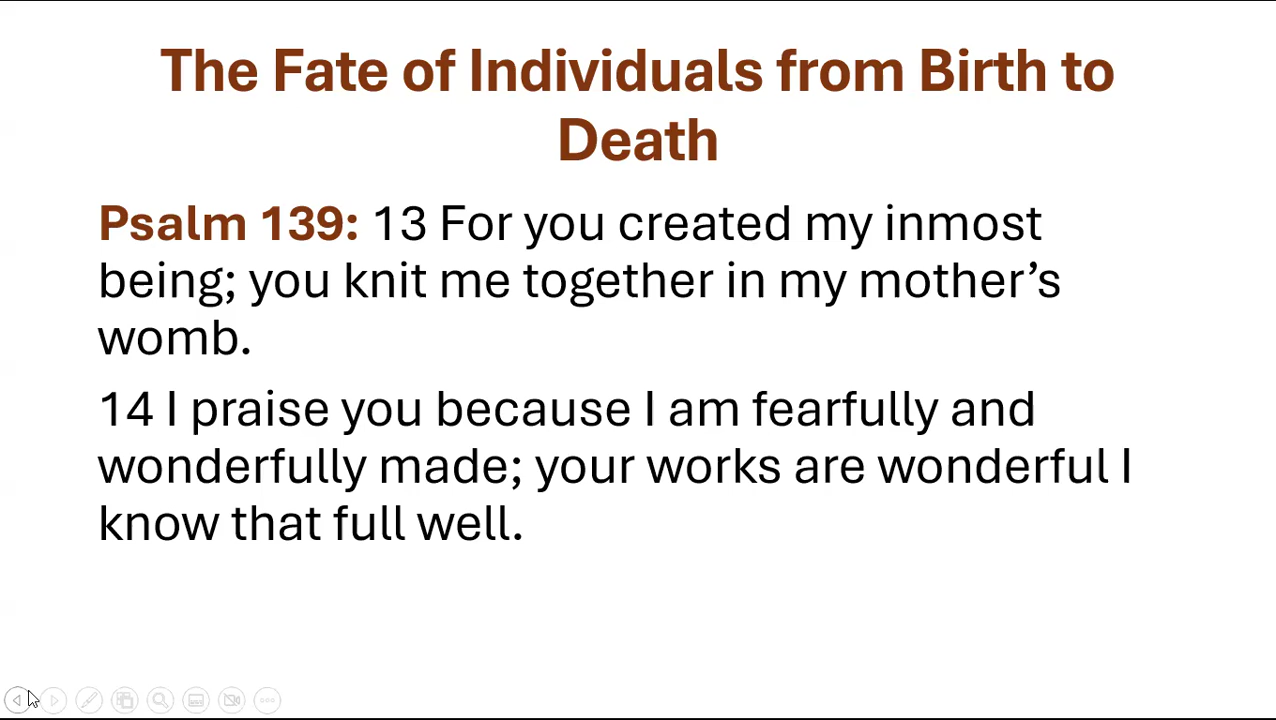 The Fate of Individuals from Birth to
Death
Psalm 139: 13 For you created my inmost
being; you knit me together in my mother’s
womb.
14 I praise you because I am fearfully and
wonderfully made; your works are wonderful I
know that full well.